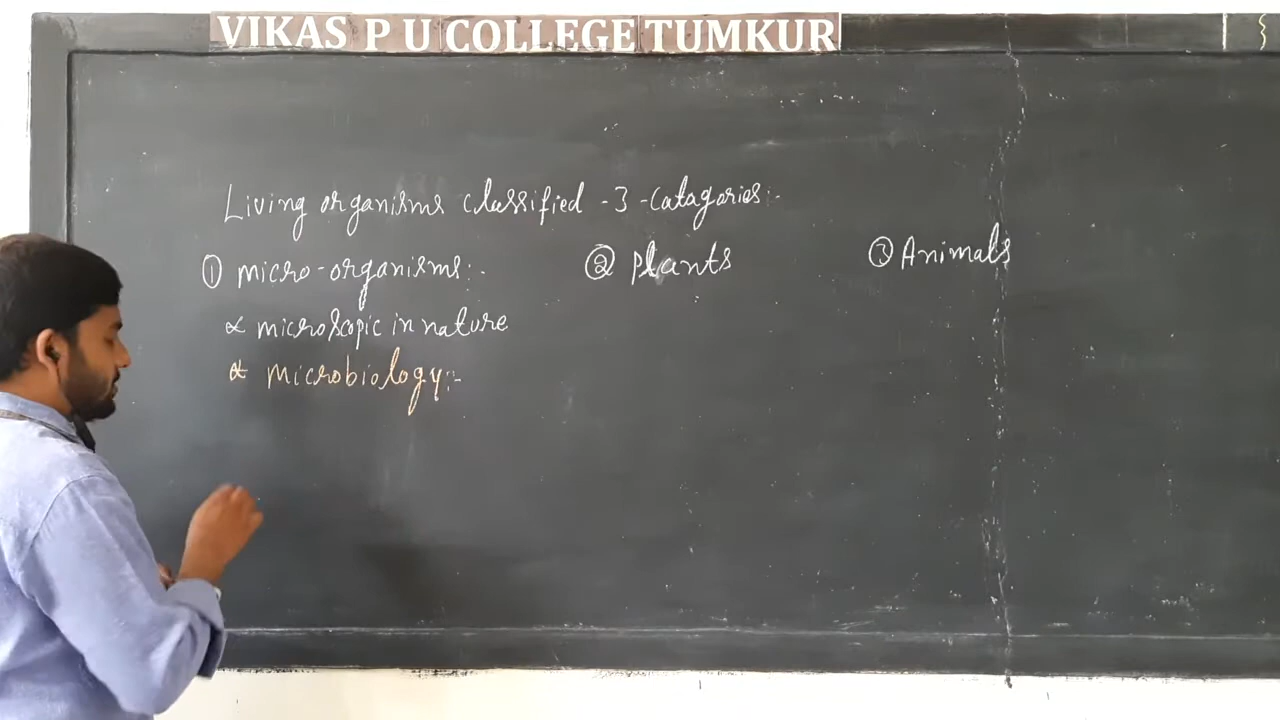 VIKAS P U COLLEGE TUMKUR
Living organisms classified - 3 - Catagories:-
① micro-organisms:- ② Plants ③ Animals
∝ microscopic in nature
∝ Microbiology:-